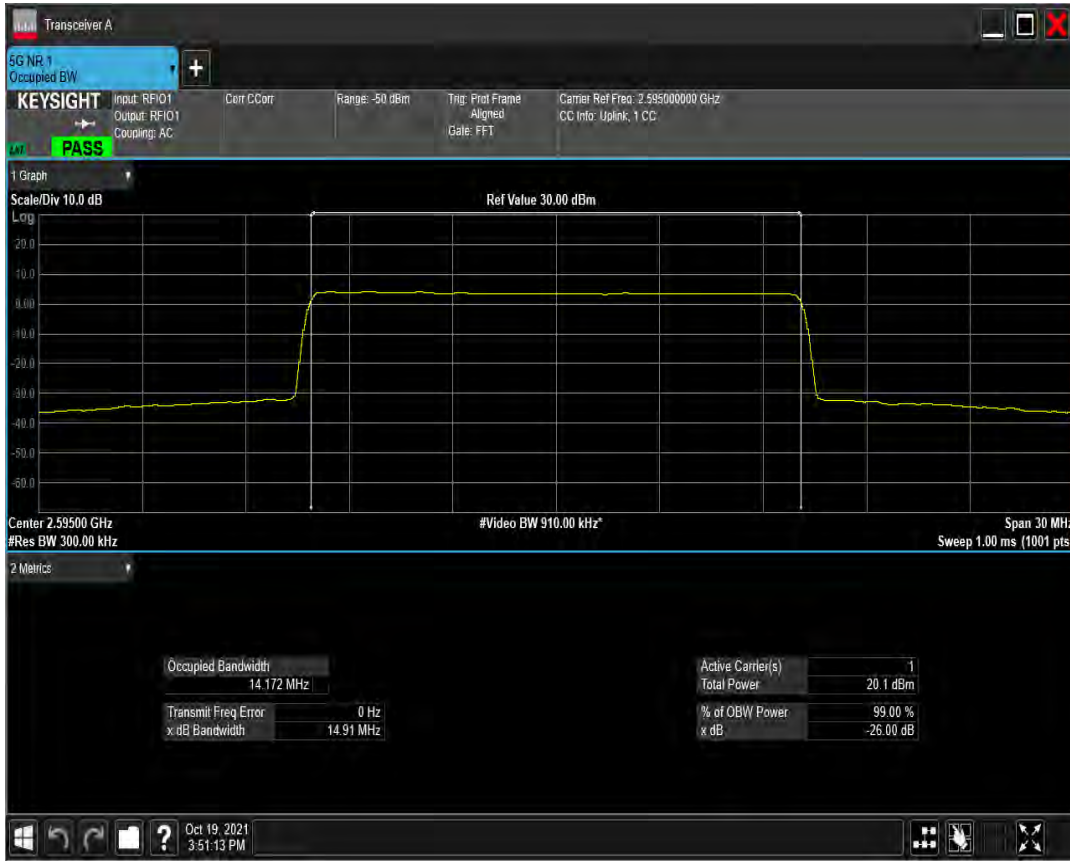 Transceiver A
5G NR 1
Occupied BW
+
KEYSIGHT
Input: RFIO1
Output: RFIO1
Coupling: AC
PASS
Corr CCorr
Range: -50 dBm
Trig: Prot Frame
Aligned
Gate: FFT
Carrier Ref Freq: 2.595000000 GHz
CC Info: Uplink, 1 CC
1 Graph
Scale/Div 10.0 dB
Ref Value 30.00 dBm
Log
20.0
10.0
0.00
-10.0
-20.0
-30.0
-40.0
-50.0
-60.0
Center 2.59500 GHz
#Video BW 910.00 kHz*
Span 30 MHz
#Res BW 300.00 kHz
Sweep 1.00 ms (1001 pts
2 Metrics
Occupied Bandwidth
14.172 MHz
Transmit Freq Error 0 Hz
x dB Bandwidth 14.91 MHz
Active Carrier(s) 1
Total Power 20.1 dBm
% of OBW Power 99.00 %
x dB -26.00 dB
?
Oct 19, 2021
3:51:13 PM